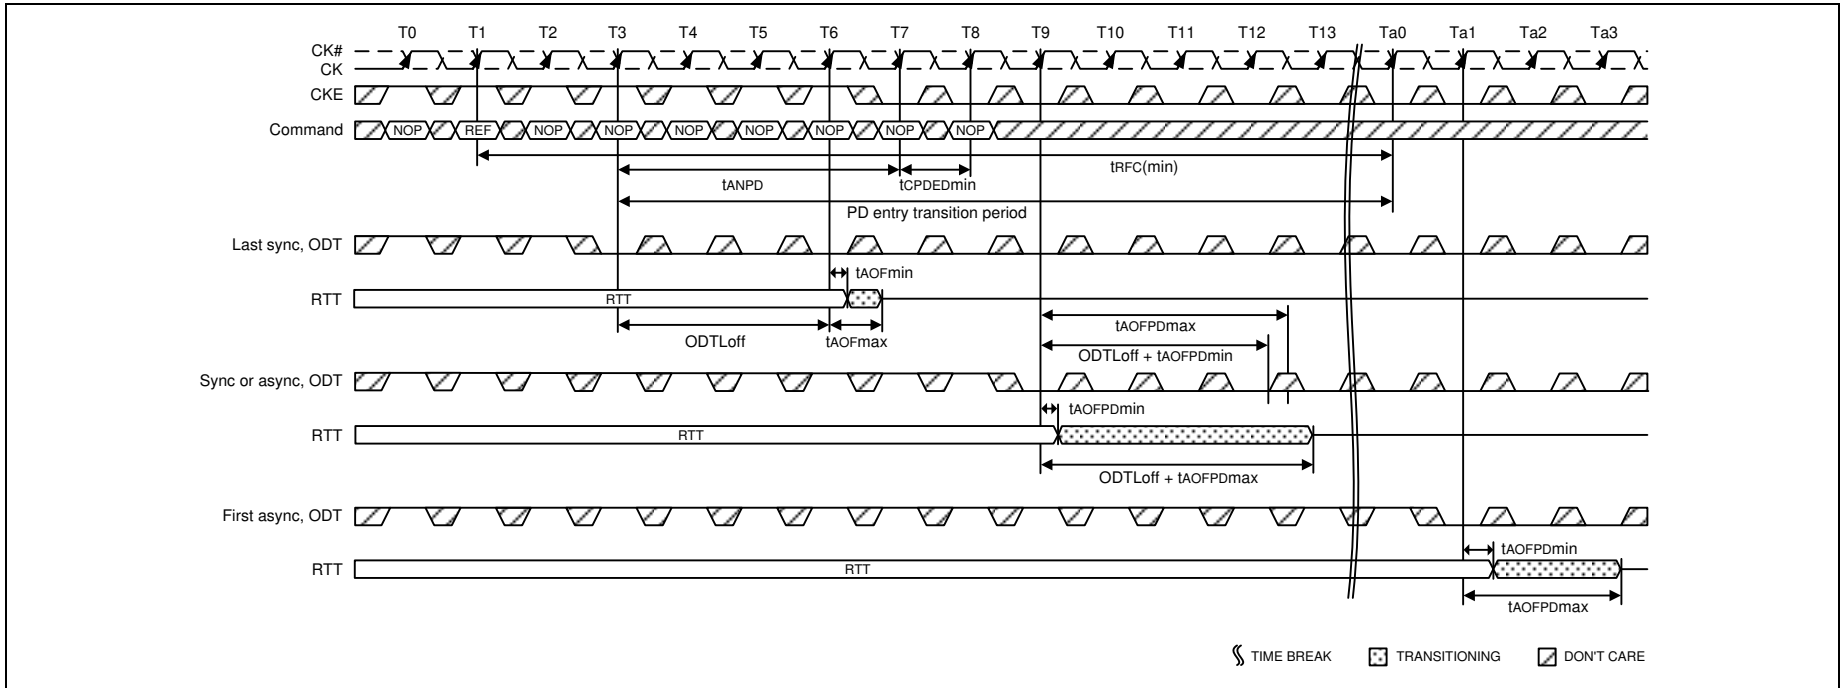 T0 T1 T2 T3 T4 T5 T6 T7 T8 T9 T10 T11 T12 T13 Ta0 Ta1 Ta2 Ta3
CK#
CK
CKE
Command NOP REF NOP NOP NOP NOP NOP NOP NOP
tRFC(min)
tANPD tCPDEDmin
PD entry transition period
Last sync, ODT
tAOFmin
RTT RTT
ODTLoff tAOFmax
tAOFPDmax
ODTLoff + tAOFPDmin
Sync or async, ODT
tAOFPDmin
RTT RTT
ODTLoff + tAOFPDmax
First async, ODT
tAOFPDmin
RTT RTT
tAOFPDmax
TIME BREAK TRANSITIONING DON'T CARE